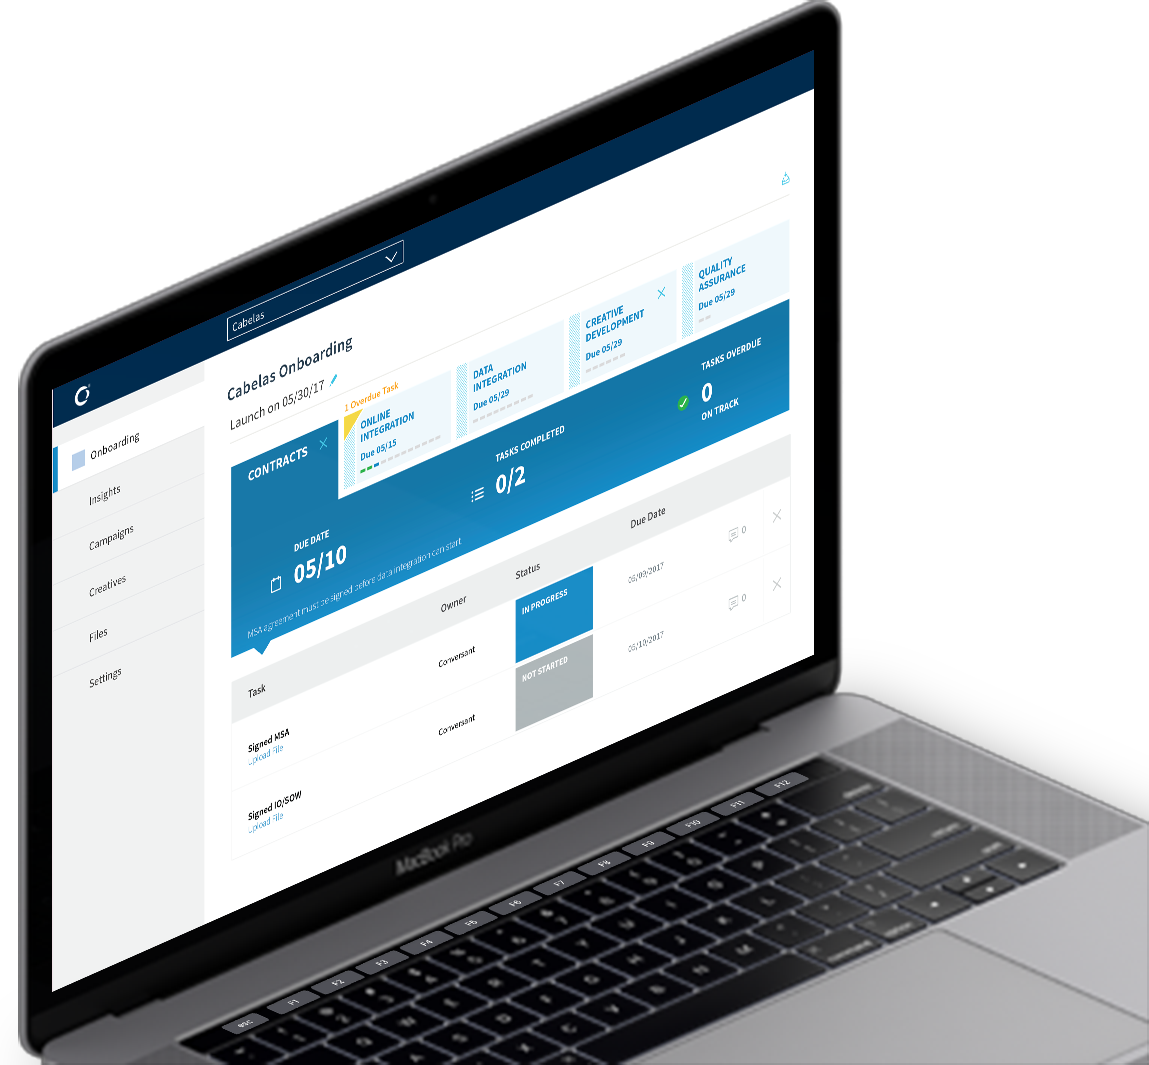 Cabelas
Onboarding
Insights
Campaigns
Creatives
Files
Settings
Cabelas Onboarding
Launch on 05/30/17
CONTRACTS
1 Overdue Task
ONLINE
INTEGRATION
Due 05/15
DATA
INTEGRATION
Due 05/29
CREATIVE
DEVELOPMENT
Due 05/29
QUALITY
ASSURANCE
Due 05/29
DUE DATE
05/10
TASKS COMPLETED
0/2
TASKS OVERDUE
0
ON TRACK
MSA agreement must be signed before data integration can start
Task
Owner
Status
Due Date
Signed MSA
Upload File
Conversant
IN PROGRESS
05/09/2017
0
Signed IO/SOW
Upload File
Conversant
NOT STARTED
05/10/2017
0
MacBook Pro
esc F1 F2 F3 F4 F5 F6 F7 F8 F9 F10 F11 F12